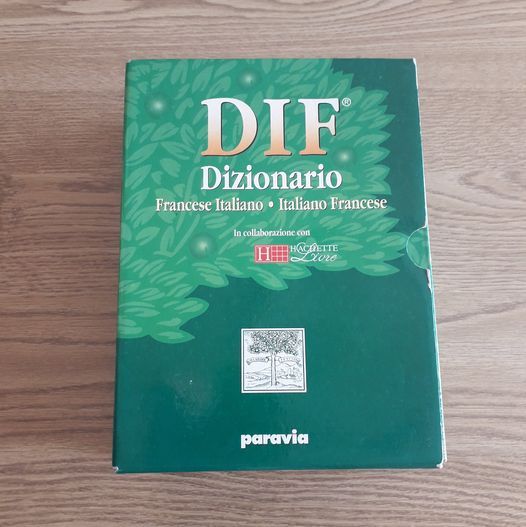 DIF®
Dizionario
Francese Italiano • Italiano Francese
In collaborazione con
H HACHETTE
Livre
paravia